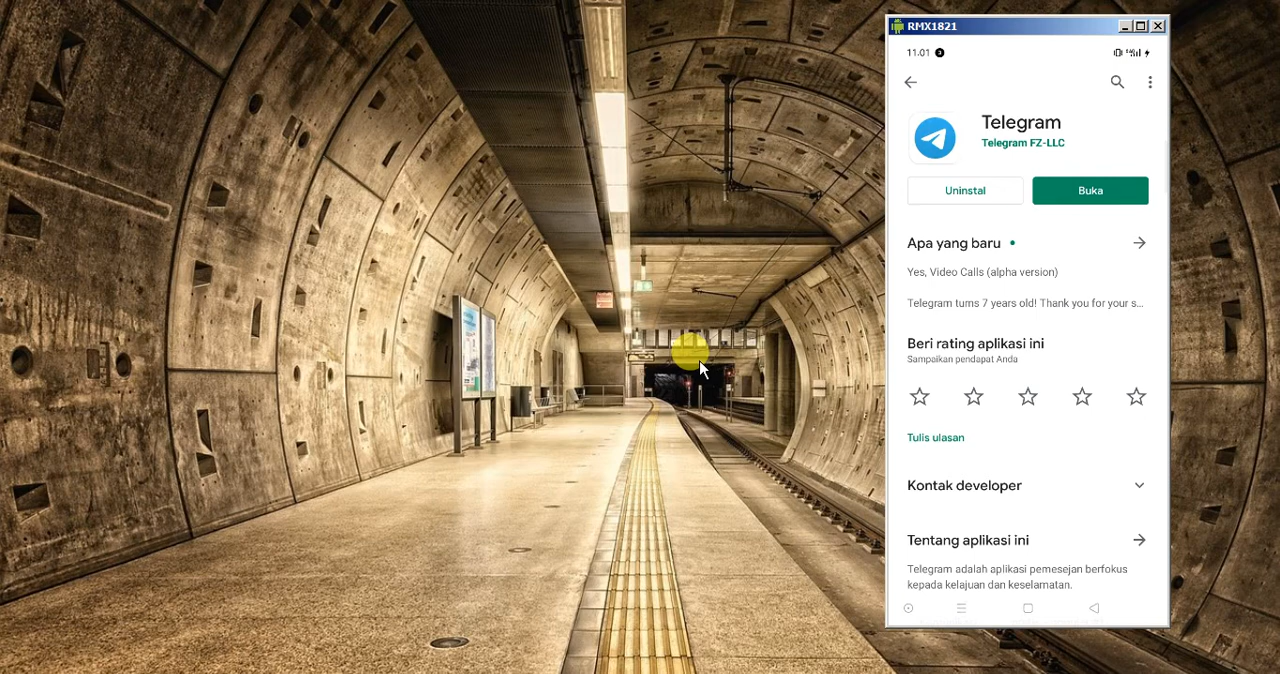 RMX1821
11.01
Telegram
Telegram FZ-LLC
Uninstal
Buka
Apa yang baru
Yes, Video Calls (alpha version)
Telegram turns 7 years old! Thank you for your s...
Beri rating aplikasi ini
Sampaikan pendapat Anda
Tulis ulasan
Kontak developer
Tentang aplikasi ini
Telegram adalah aplikasi pemesejan berfokus
kepada kelajuan dan keselamatan.